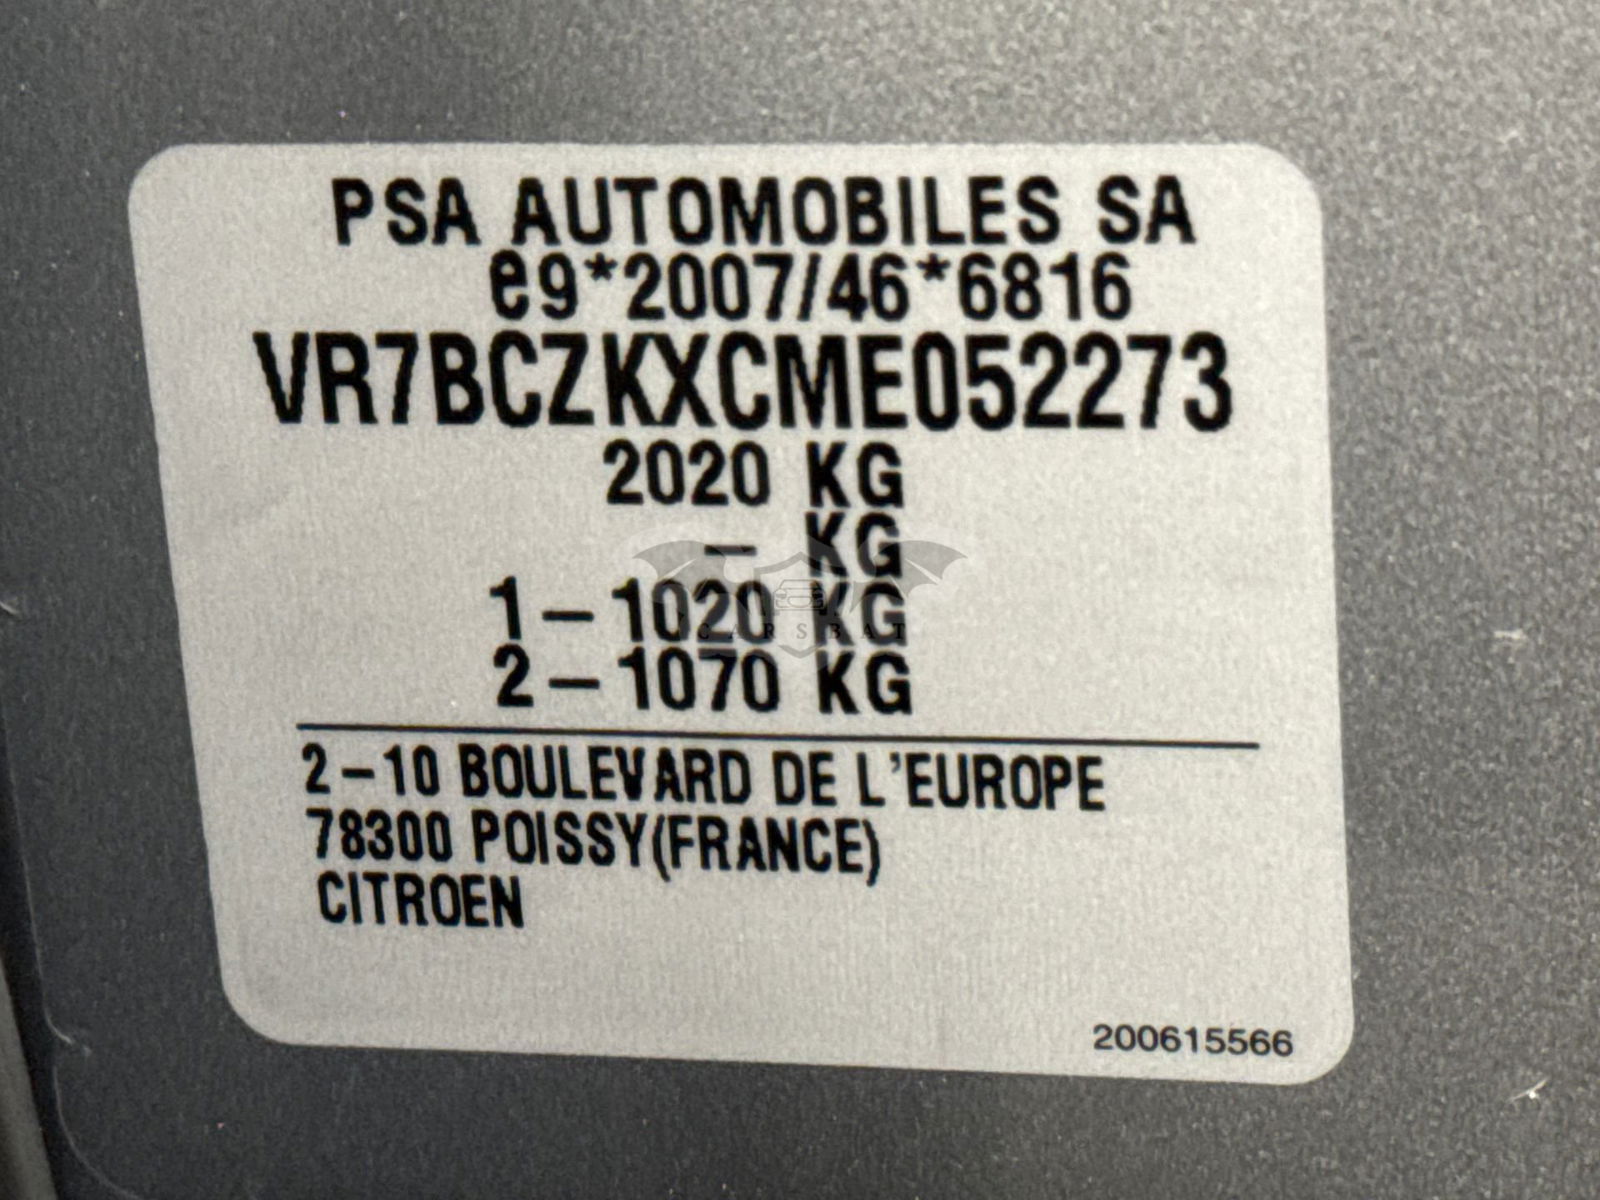 PSA AUTOMOBILES SA
e9*2007/46*6816
VR7BCZKXCME052273
2020 KG
- KG
1-1020 KG
CARSBAT
2-1070 KG
2-10 BOULEVARD DE L'EUROPE
78300 POISSY(FRANCE)
CITROEN
200615566